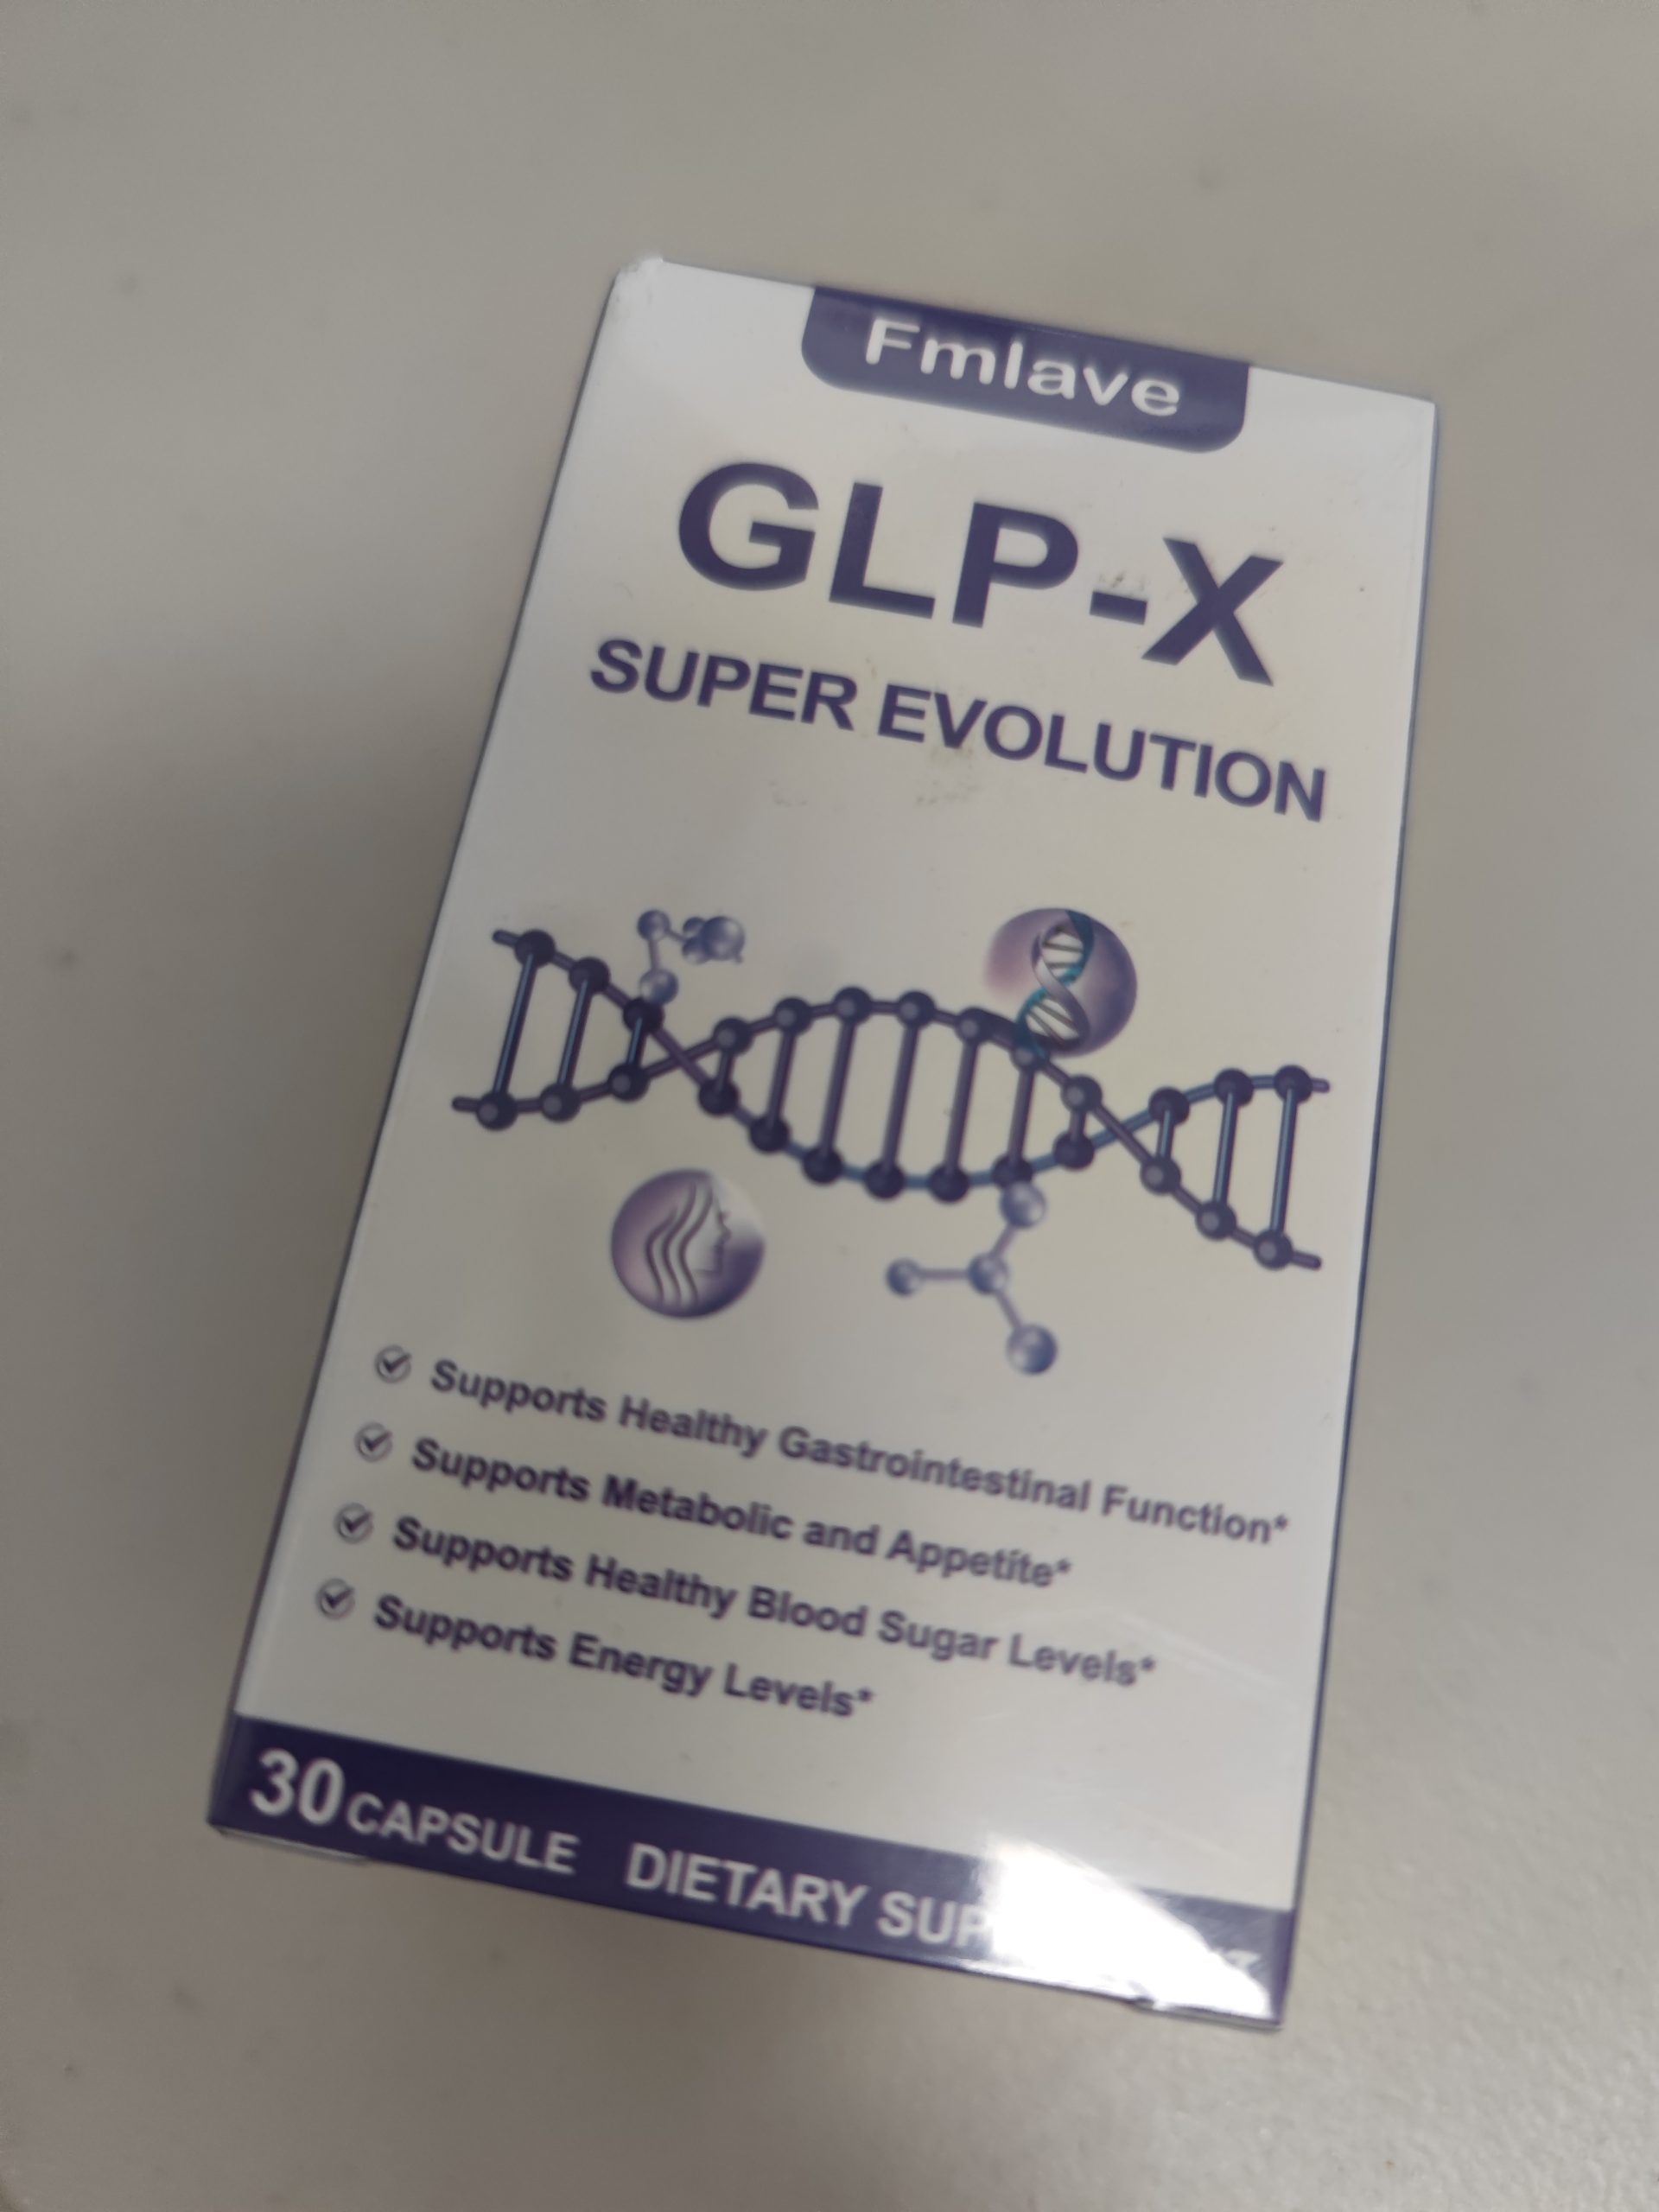 Fmlave
GLP-X
SUPER EVOLUTION
Supports Healthy Gastrointestinal Function*
Supports Metabolic and Appetite*
Supports Healthy Blood Sugar Levels*
Supports Energy Levels*
30 CAPSULE DIETARY